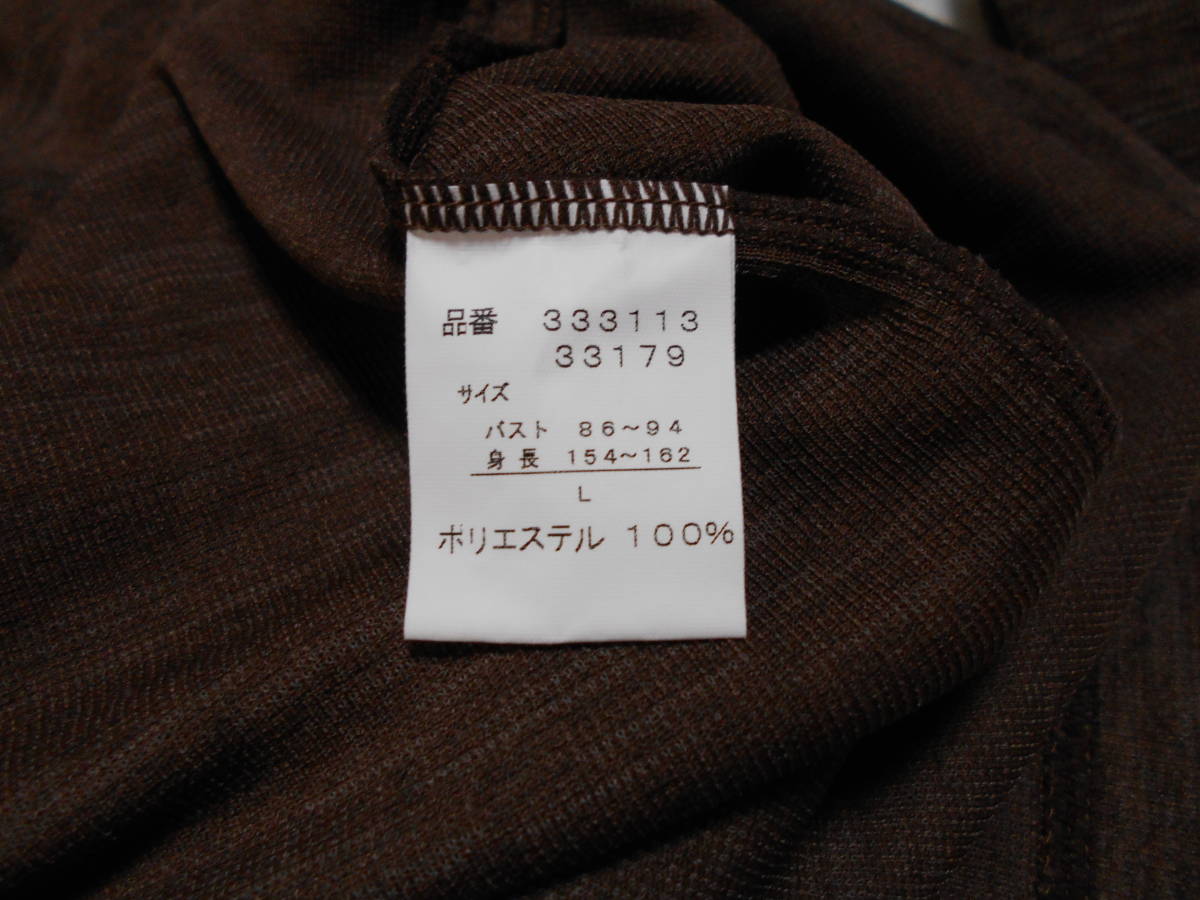 品番 333113
33179
サイズ
バスト 86~94
身長 154~162
L
ポリエステル 100%